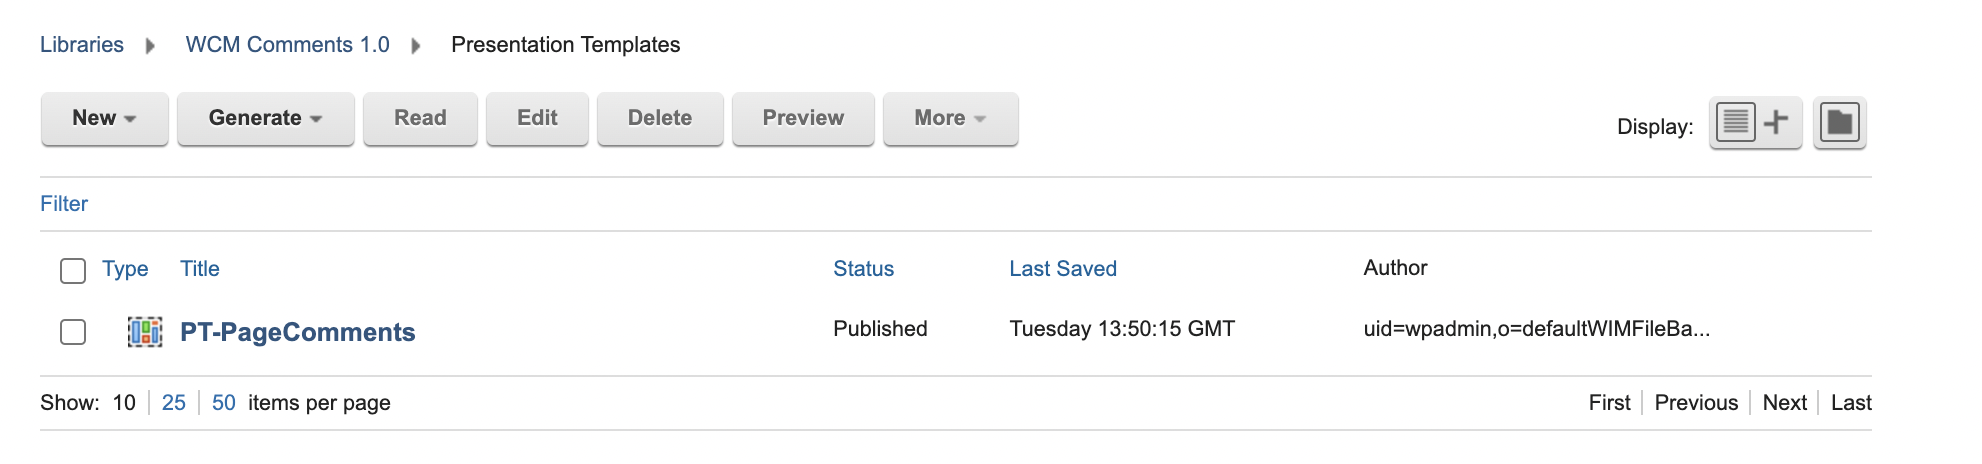 Libraries WCM Comments 1.0 Presentation Templates
New Generate Read Edit Delete Preview More Display:
Filter
Type Title Status Last Saved Author
PT-PageComments Published Tuesday 13:50:15 GMT uid=wpadmin,o=defaultWIMFileBa...
Show: 10 25 50 items per page First Previous Next Last